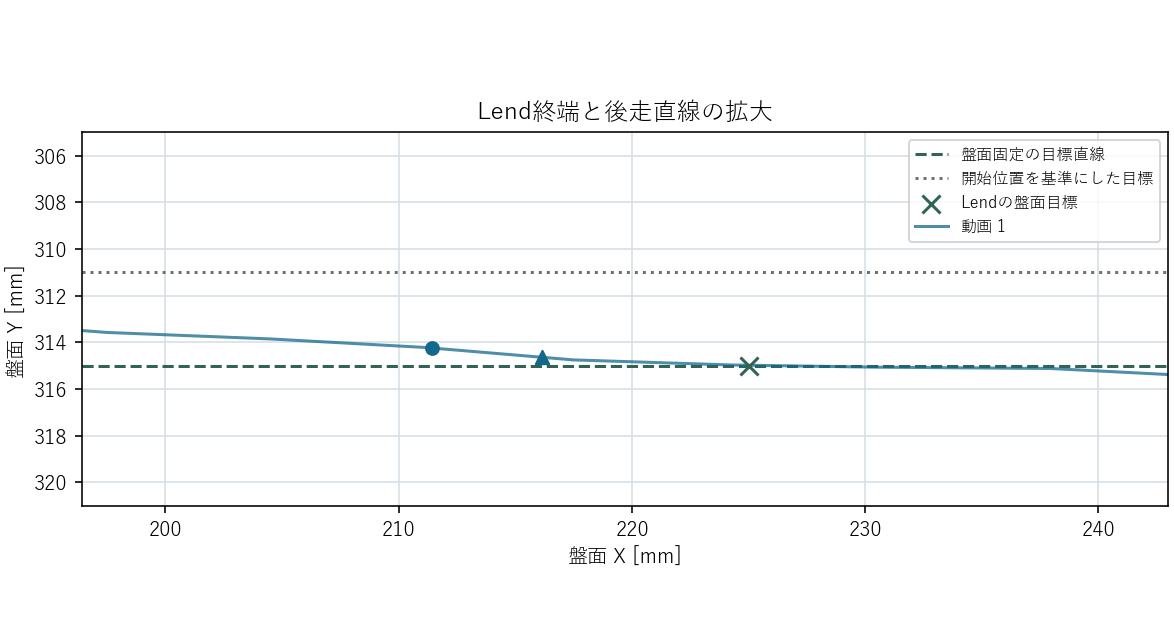 Lend終端と後走直線の拡大
盤面固定の目標直線
開始位置を基準にした目標
Lendの盤面目標
動画 1
306
308
310
312
314
316
318
320
盤面 Y [mm]
200
210
220
230
240
盤面 X [mm]